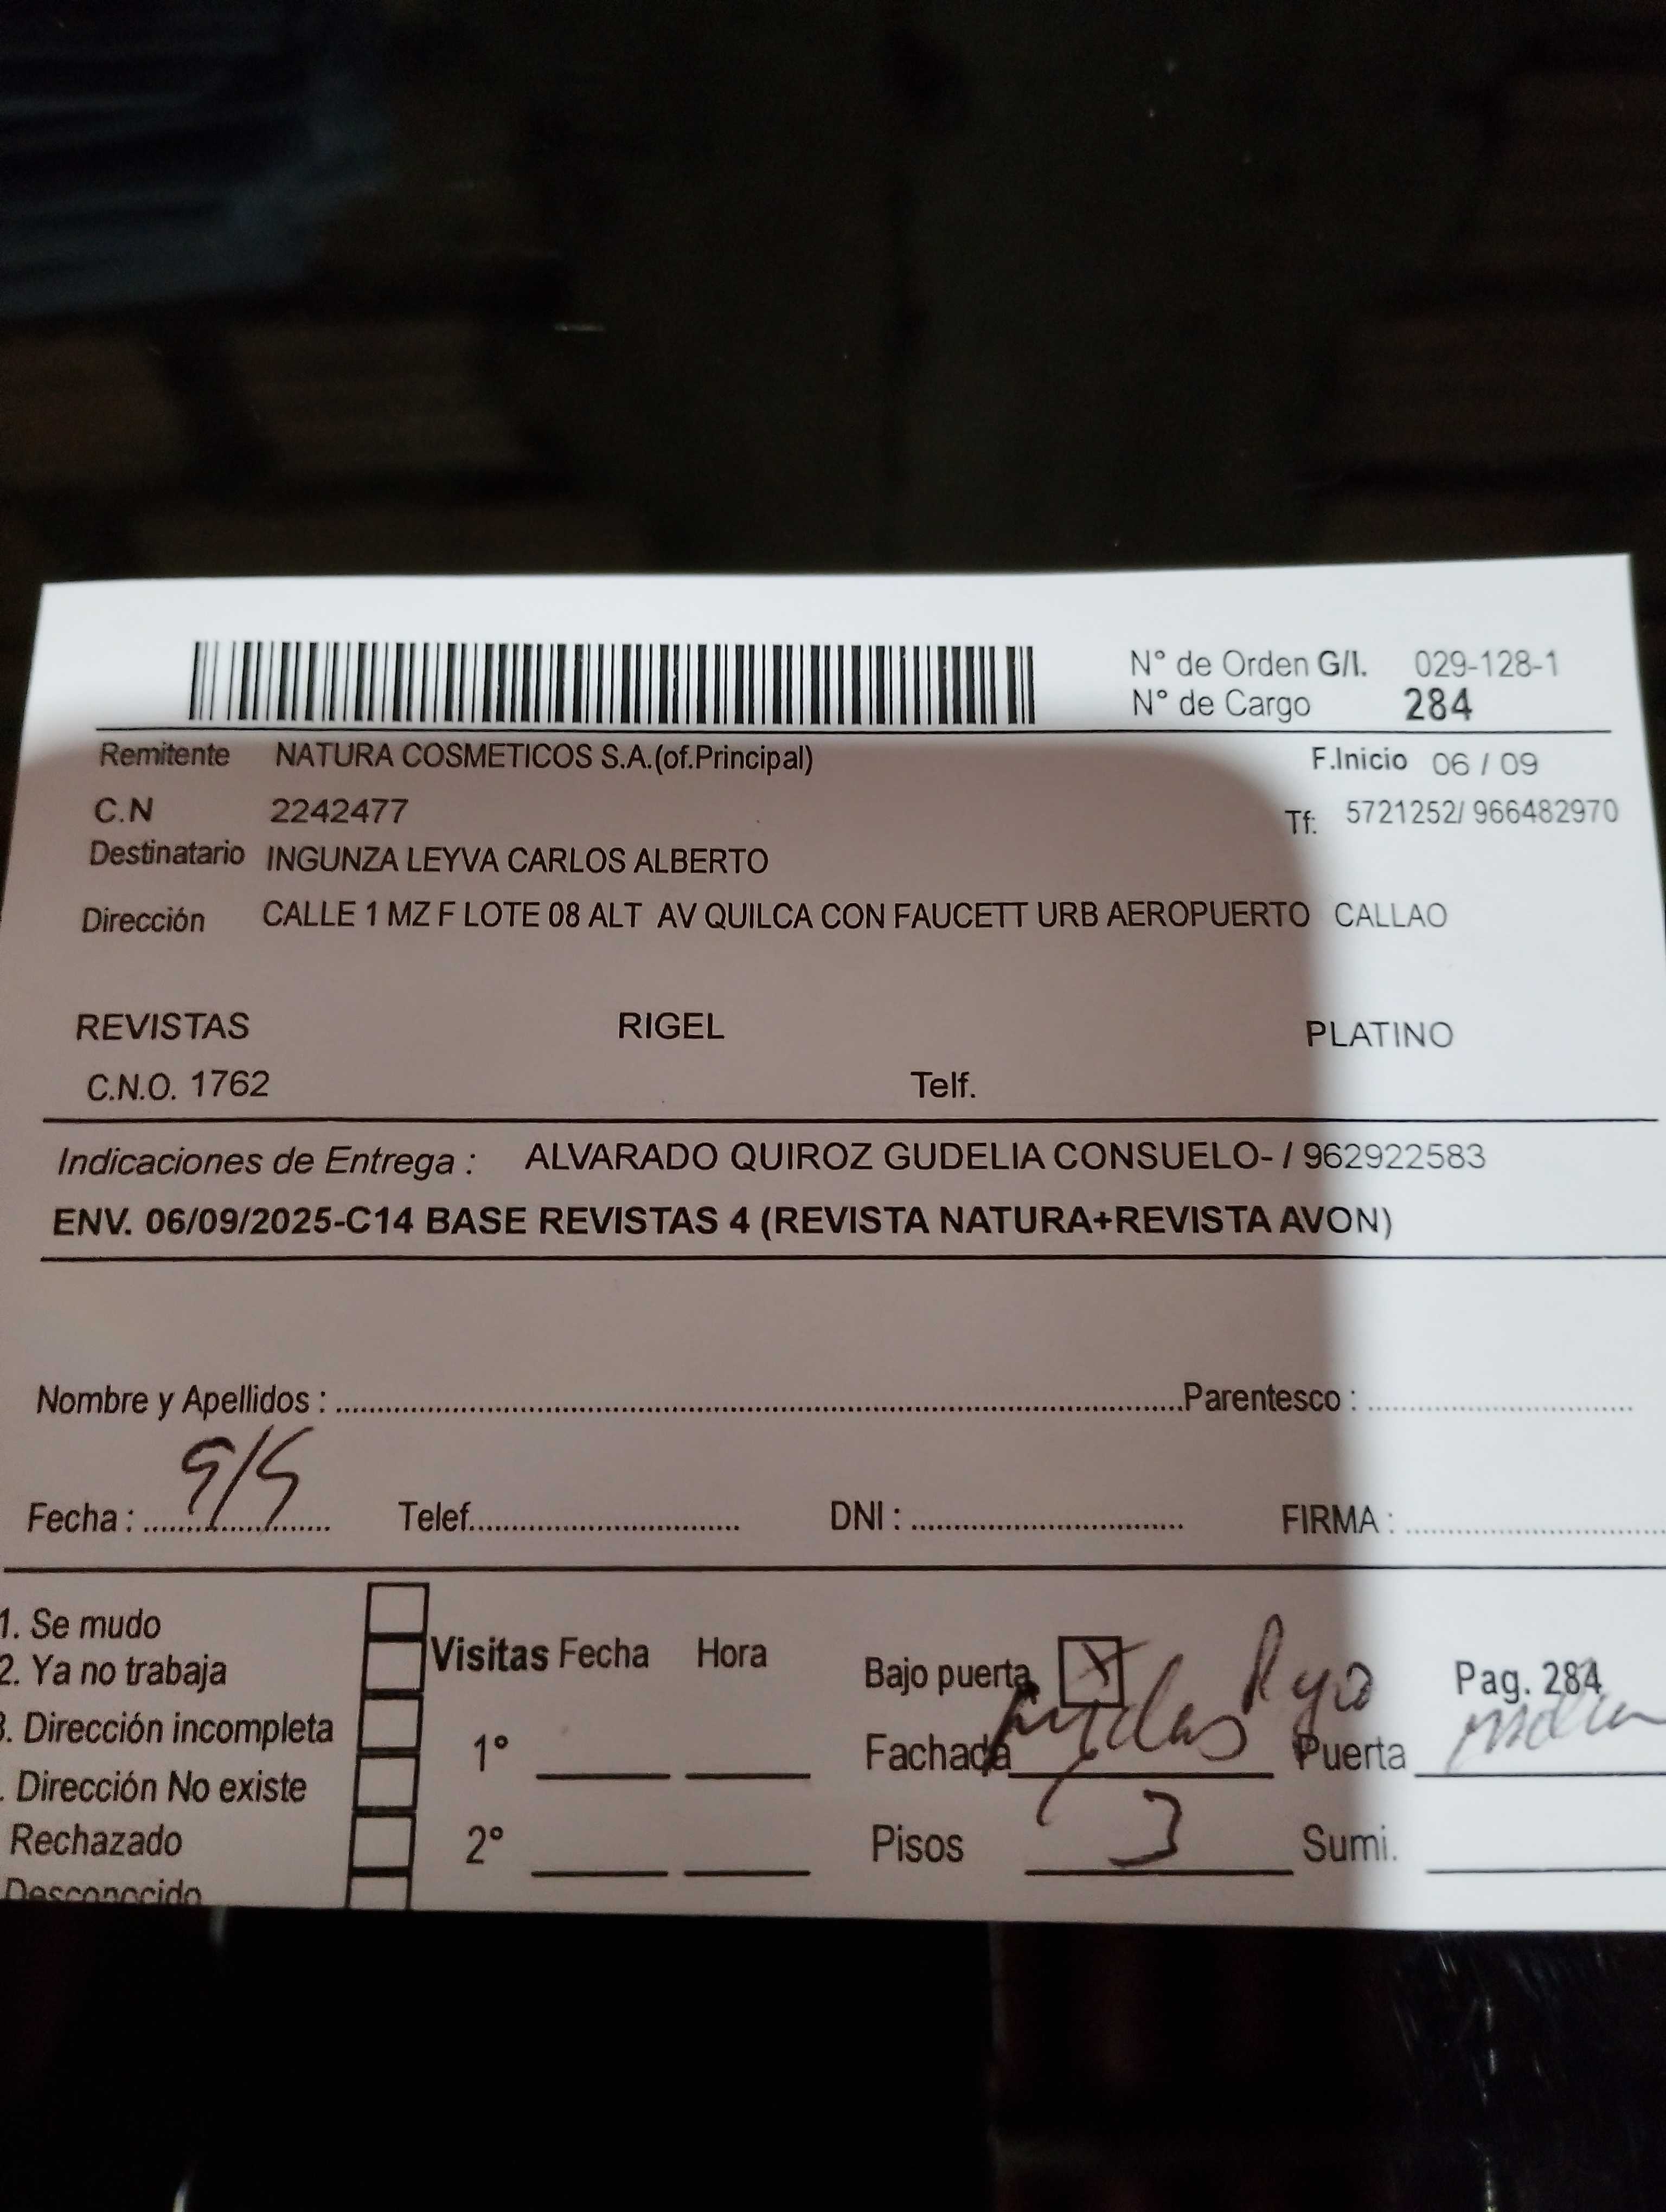 N° de Orden G/I. 029-128-1
N° de Cargo 284
Remitente NATURA COSMETICOS S.A.(of.Principal) F.Inicio 06 / 09
C.N 2242477 Tf: 5721252/ 966482970
Destinatario INGUNZA LEYVA CARLOS ALBERTO
Dirección CALLE 1 MZ F LOTE 08 ALT AV QUILCA CON FAUCETT URB AEROPUERTO CALLAO
REVISTAS RIGEL PLATINO
C.N.O. 1762 Telf.
Indicaciones de Entrega : ALVARADO QUIROZ GUDELIA CONSUELO- / 962922583
ENV. 06/09/2025-C14 BASE REVISTAS 4 (REVISTA NATURA+REVISTA AVON)
Nombre y Apellidos : Parentesco :
Fecha : 9/9 Telef. DNI : FIRMA :
1. Se mudo
2. Ya no trabaja
. Dirección incompleta
. Dirección No existe
Rechazado
Desconocido
Visitas Fecha Hora
1°
2°
Bajo puerta X Pag. 284
Fachada Puerta
Pisos 3 Sumi.